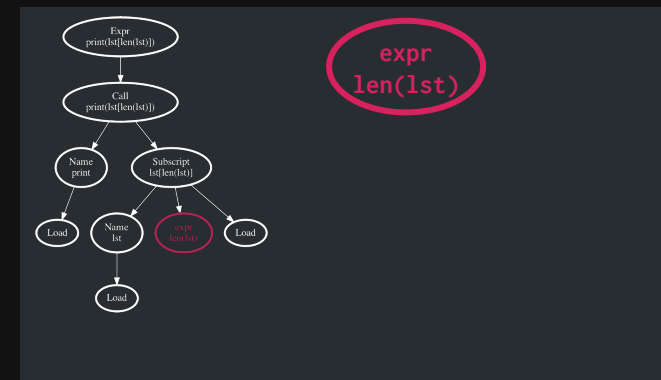 Expr
print(lst[len(lst)])
Call
print(lst[len(lst)])
Name
print
Subscript
lst[len(lst)]
Load
Name
lst
expr
len(lst)
Load
Load
expr
len(lst)